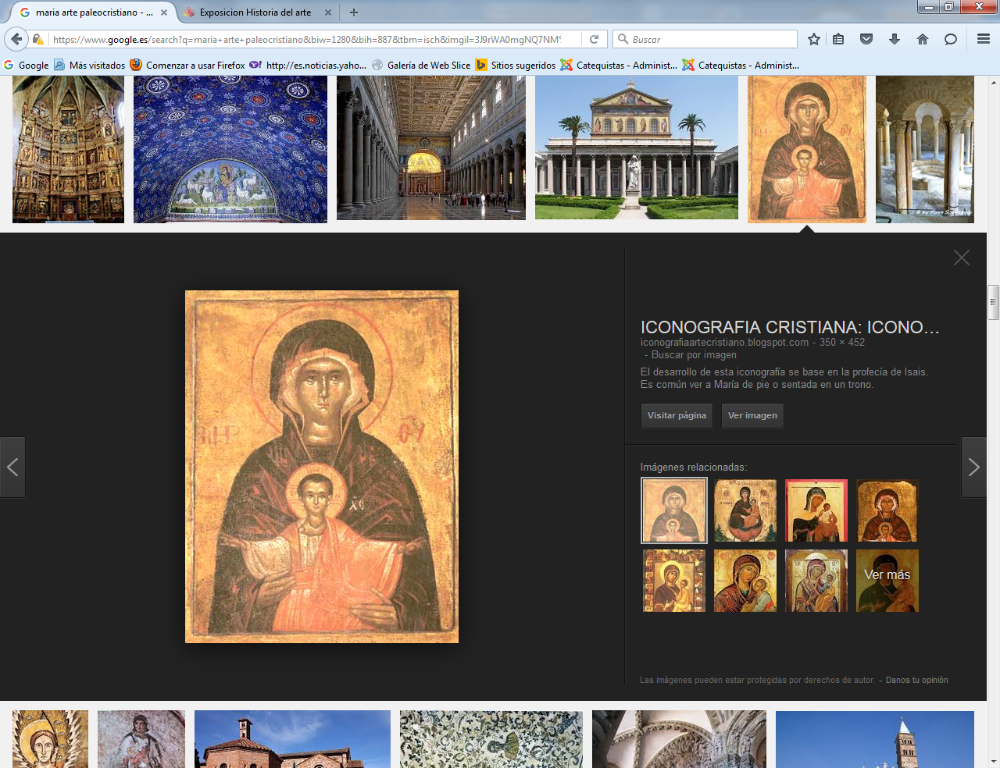 maria arte paleocristiano - ...
Exposicion Historia del arte
https://www.google.es/search?q=maria+arte+paleocristiano&biw=1280&bih=887&tbm=isch&imgil=3J9rWA0mgNQ7NM
Buscar
Google
Más visitados
Comenzar a usar Firefox
http://es.noticias.yaho...
Galería de Web Slice
Sitios sugeridos
Catequistas - Administ...
Catequistas - Administ...
ICONOGRAFIA CRISTIANA: ICONO...
iconografiaartecristiano.blogspot.com - 350 × 452
- Buscar por imagen
El desarrollo de esta iconografía se base en la profecía de Isais.
Es común ver a María de pie o sentada en un trono.
Visitar página
Ver imagen
Imágenes relacionadas:
Ver más
Las imágenes pueden estar protegidas por derechos de autor. - Danos tu opinión